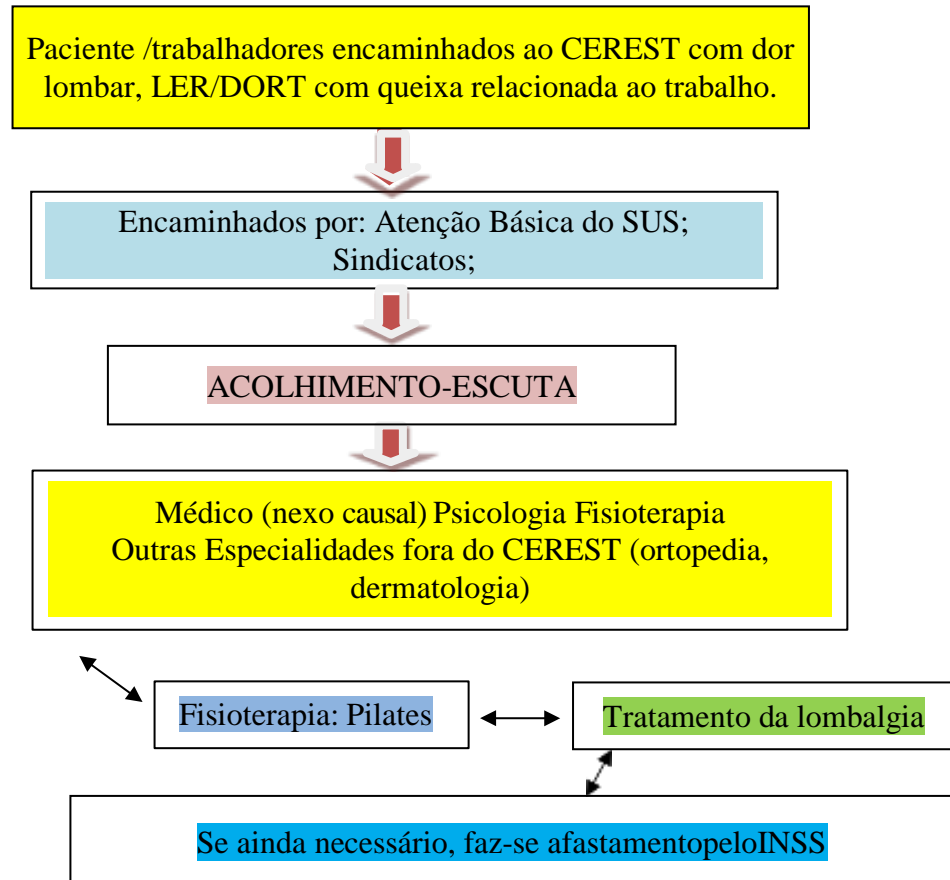 Paciente /trabalhadores encaminhados ao CEREST com dor
lombar, LER/DORT com queixa relacionada ao trabalho.
Encaminhados por: Atenção Básica do SUS;
Sindicatos;
ACOLHIMENTO-ESCUTA
Médico (nexo causal) Psicologia Fisioterapia
Outras Especialidades fora do CEREST (ortopedia,
dermatologia)
Fisioterapia: Pilates
Tratamento da lombalgia
Se ainda necessário, faz-se afastamentopeloINSS